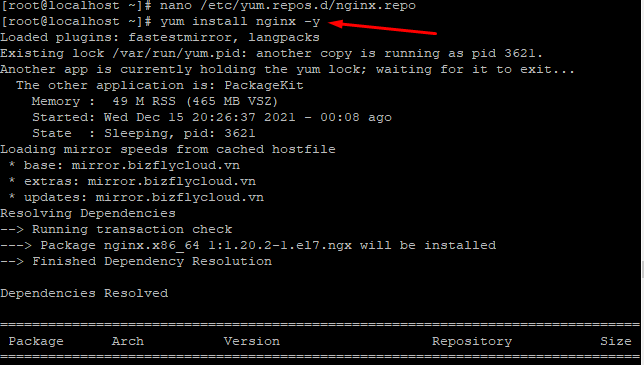 [root@localhost ~]# nano /etc/yum.repos.d/nginx.repo
[root@localhost ~]# yum install nginx -y
Loaded plugins: fastestmirror, langpacks
Existing lock /var/run/yum.pid: another copy is running as pid 3621.
Another app is currently holding the yum lock; waiting for it to exit...
  The other application is: PackageKit
    Memory :  49 M RSS (465 MB VSZ)
    Started: Wed Dec 15 20:26:37 2021 - 00:08 ago
    State  : Sleeping, pid: 3621
Loading mirror speeds from cached hostfile
 * base: mirror.bizflycloud.vn
 * extras: mirror.bizflycloud.vn
 * updates: mirror.bizflycloud.vn
Resolving Dependencies
--> Running transaction check
---> Package nginx.x86_64 1:1.20.2-1.el7.ngx will be installed
--> Finished Dependency Resolution
Dependencies Resolved
================================================================================
 Package      Arch          Version                   Repository          Size
================================================================================